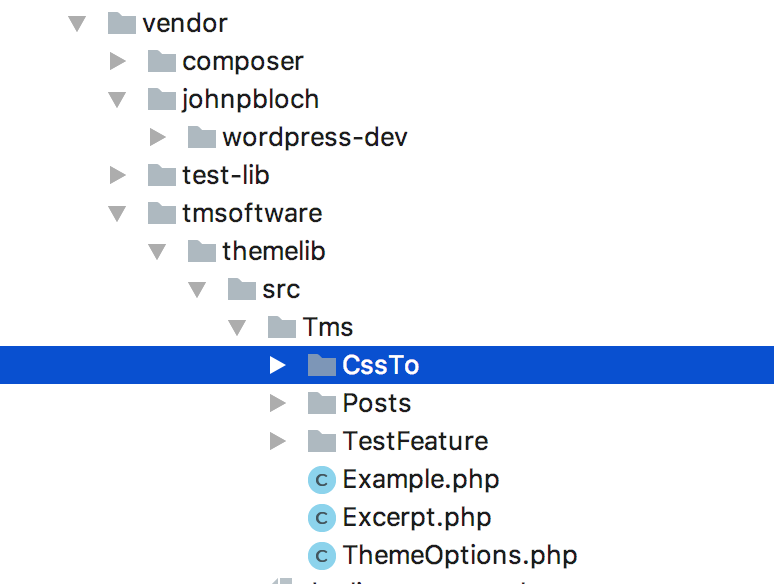 vendor
composer
johnpbloch
wordpress-dev
test-lib
tmsoftware
themelib
src
Tms
CssTo
Posts
TestFeature
C Example.php
C Excerpt.php
C ThemeOptions.php